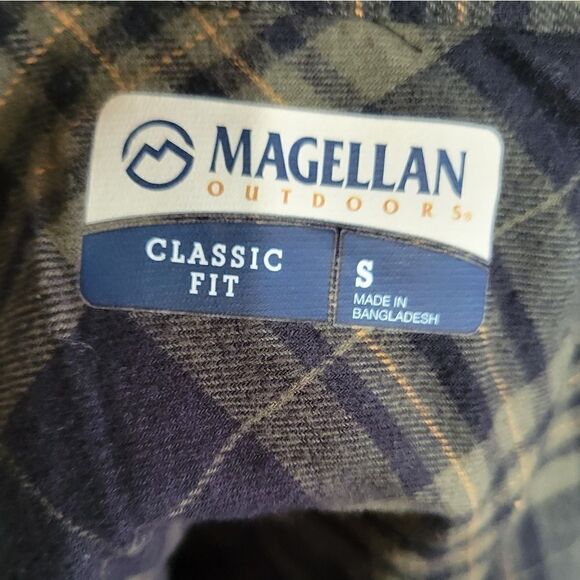 MAGELLAN
OUTDOORS®
CLASSIC
FIT
S
MADE IN
BANGLADESH